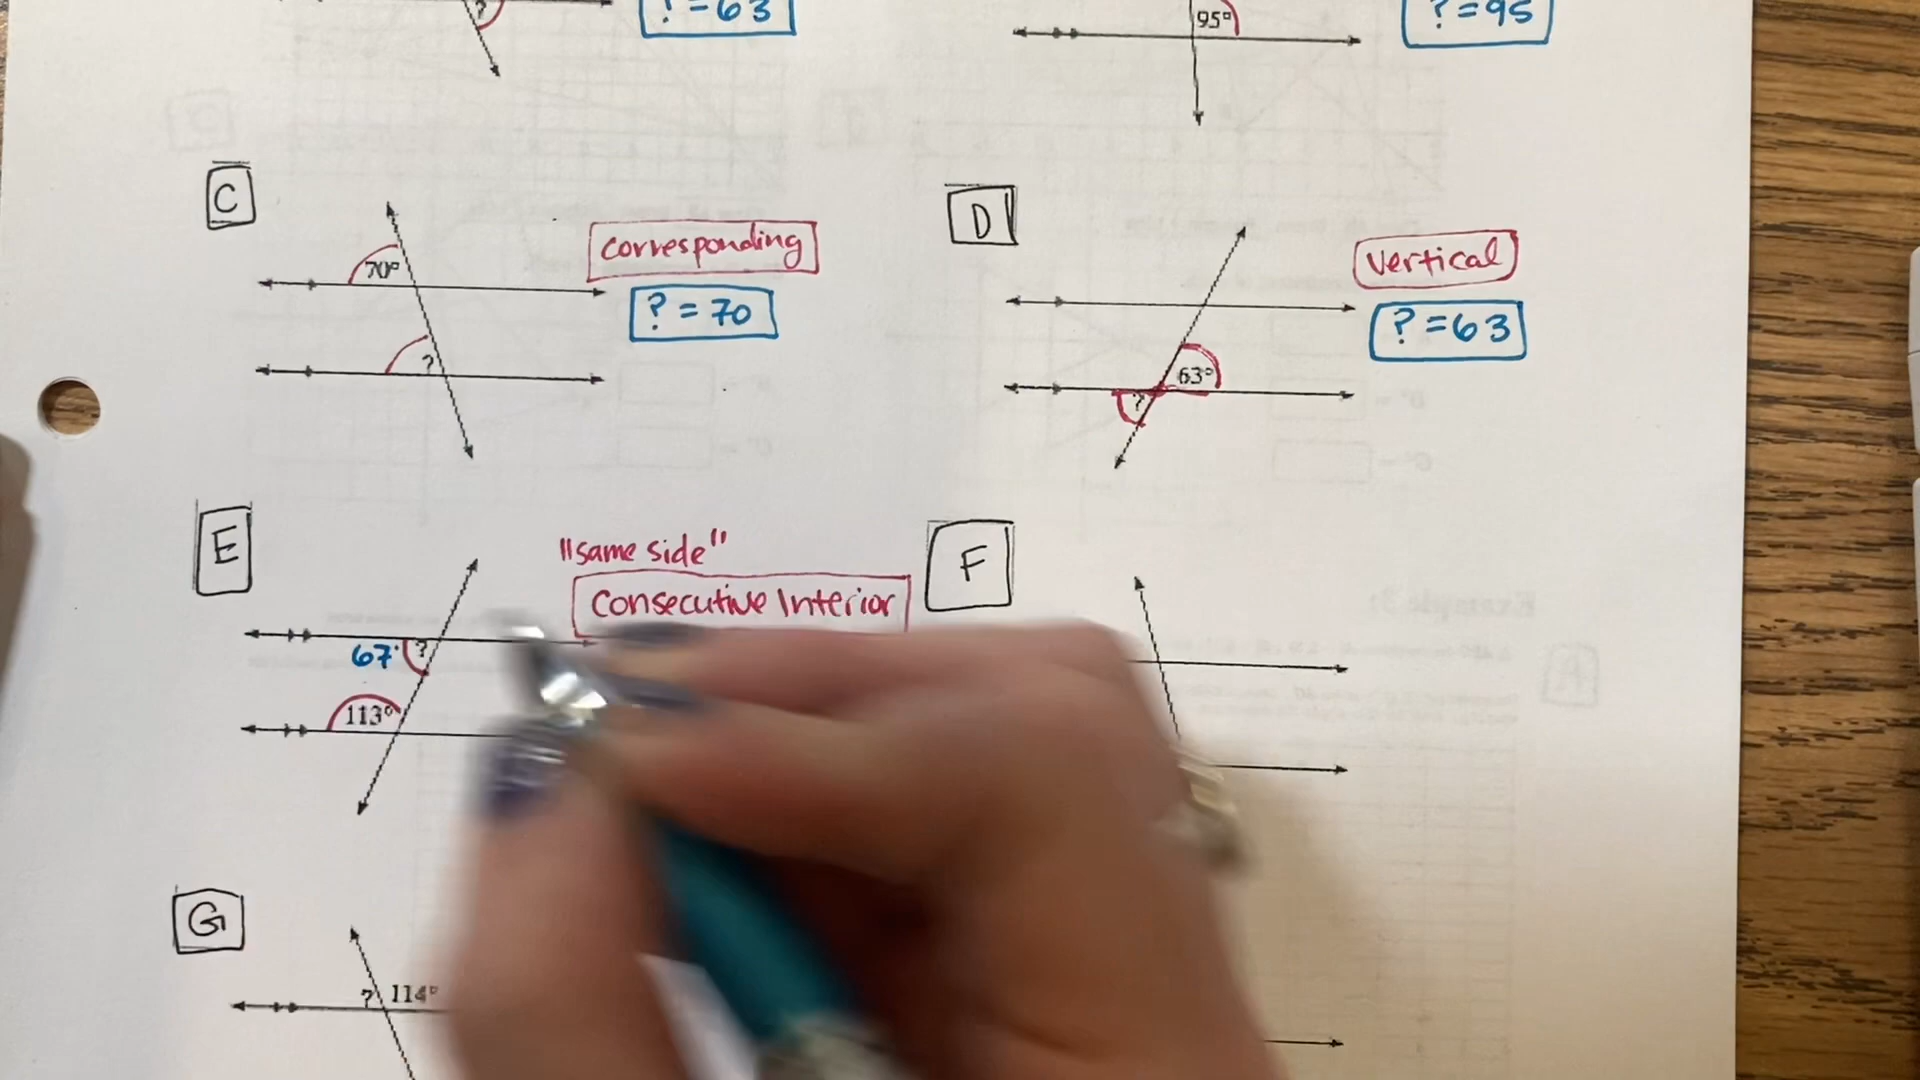 ?
? = 63
95°
? = 95
C
70°
?
corresponding
? = 70
D
63°
?
vertical
? = 63
E
"same side"
Consecutive Interior
67°
?
113°
F
G
?
114°